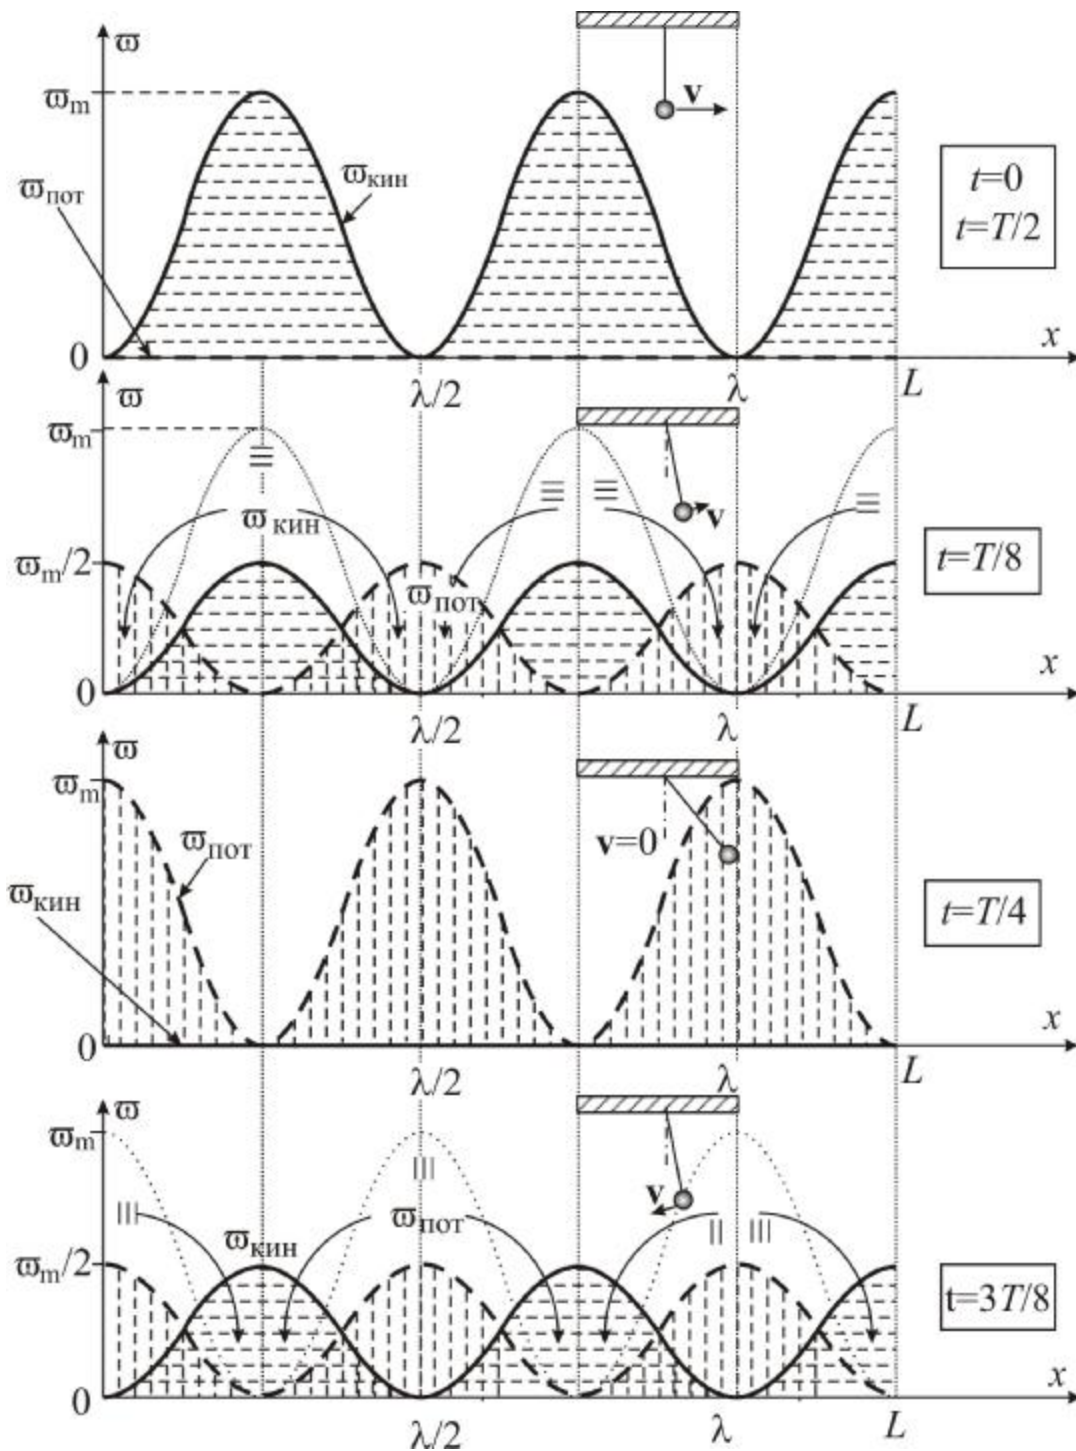 ϖ
ϖm
v
ϖпот
ϖкин
t=0
t=T/2
0
x
λ/2
λ
L
ϖ
ϖm
ϖкин
v
ϖm/2
ϖпот
t=T/8
0
x
λ/2
λ
L
ϖ
ϖm
ϖпот
v=0
ϖкин
t=T/4
0
x
λ/2
λ
L
ϖ
ϖm
v
ϖпот
ϖкин
ϖm/2
t=3T/8
0
x
λ/2
λ
L